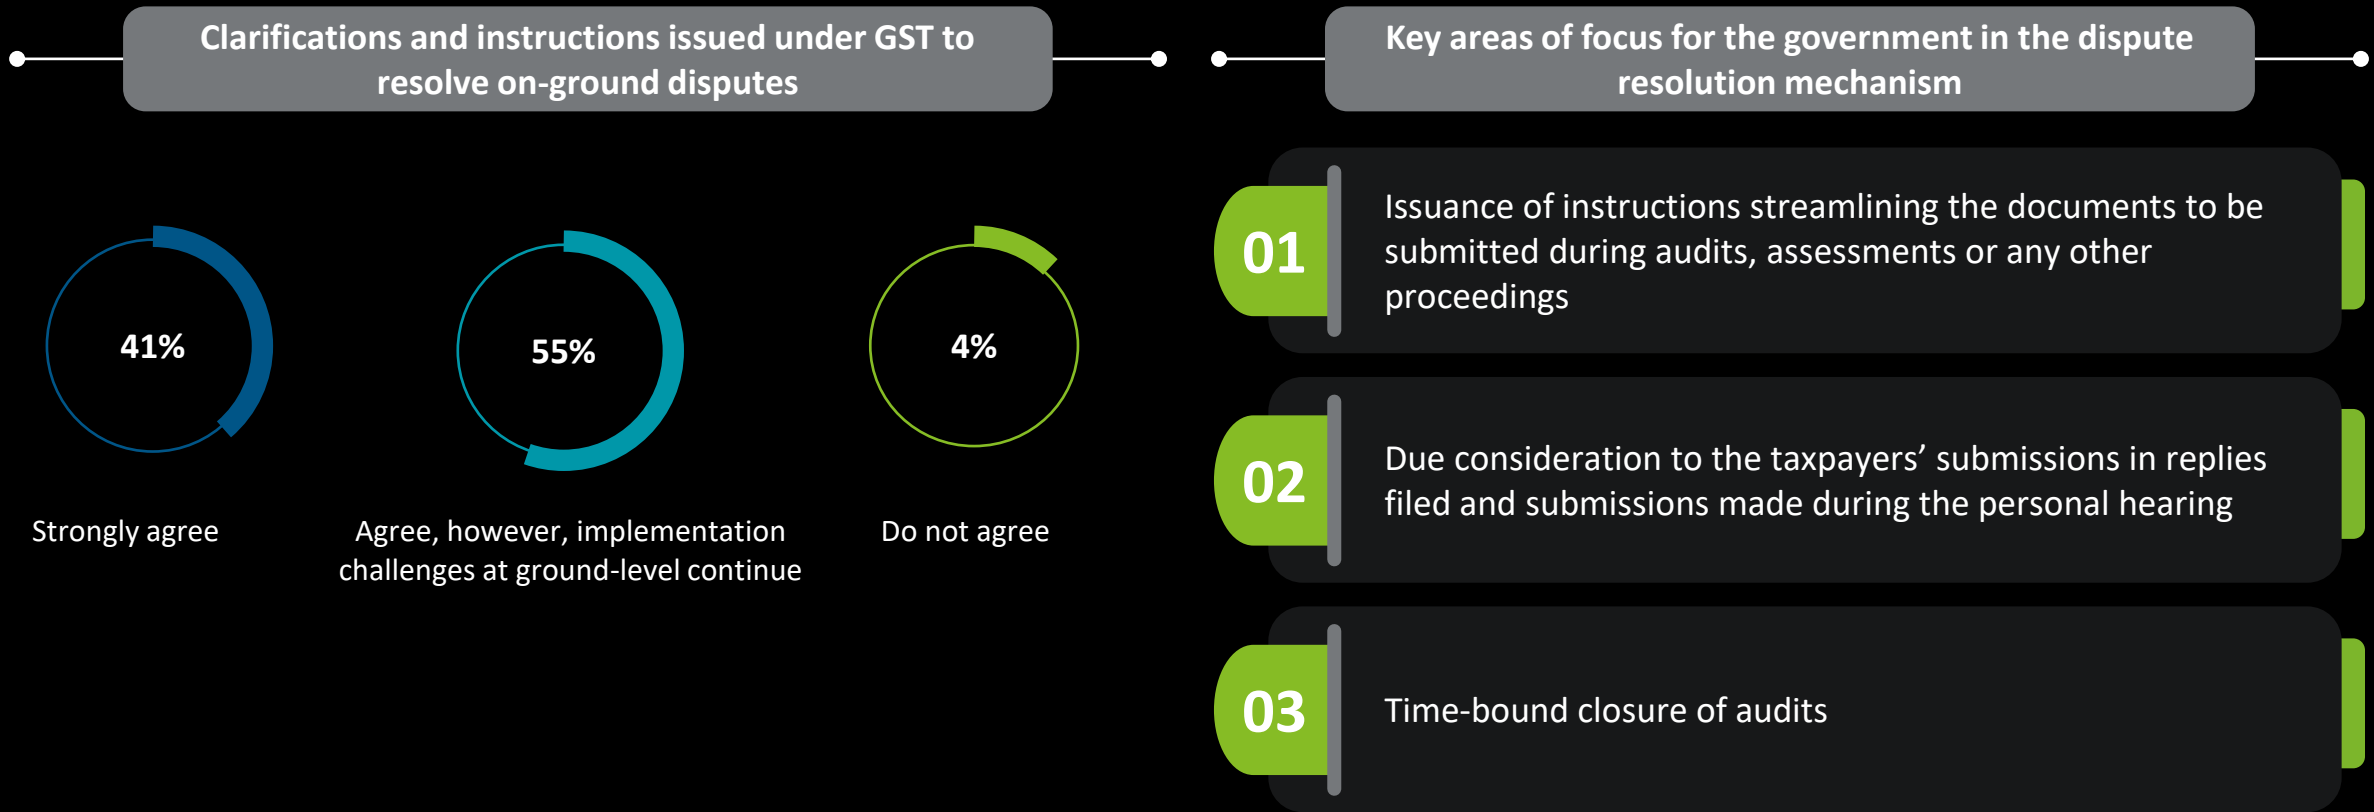 Clarifications and instructions issued under GST to
resolve on-ground disputes
41%
55%
4%
Strongly agree
Agree, however, implementation
challenges at ground-level continue
Do not agree
Key areas of focus for the government in the dispute
resolution mechanism
01
Issuance of instructions streamlining the documents to be
submitted during audits, assessments or any other
proceedings
02
Due consideration to the taxpayers’ submissions in replies
filed and submissions made during the personal hearing
03
Time-bound closure of audits